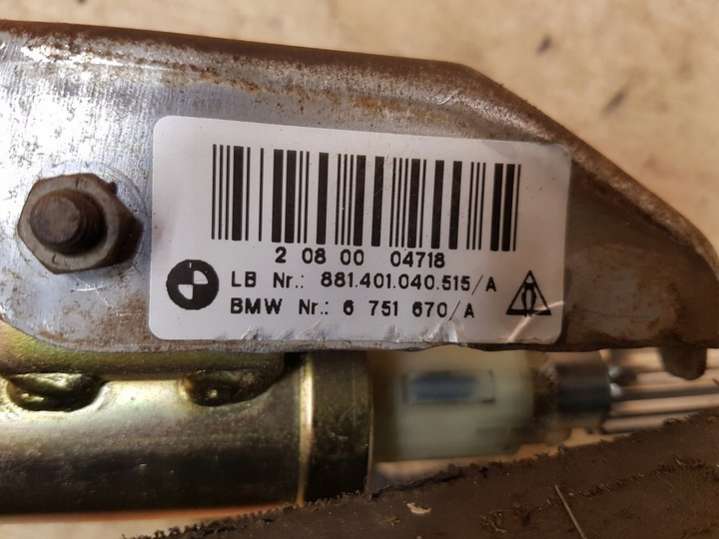 2 08 00 04718
LB Nr.: 881.401.040.515/A
BMW Nr.: 6 751 670/A